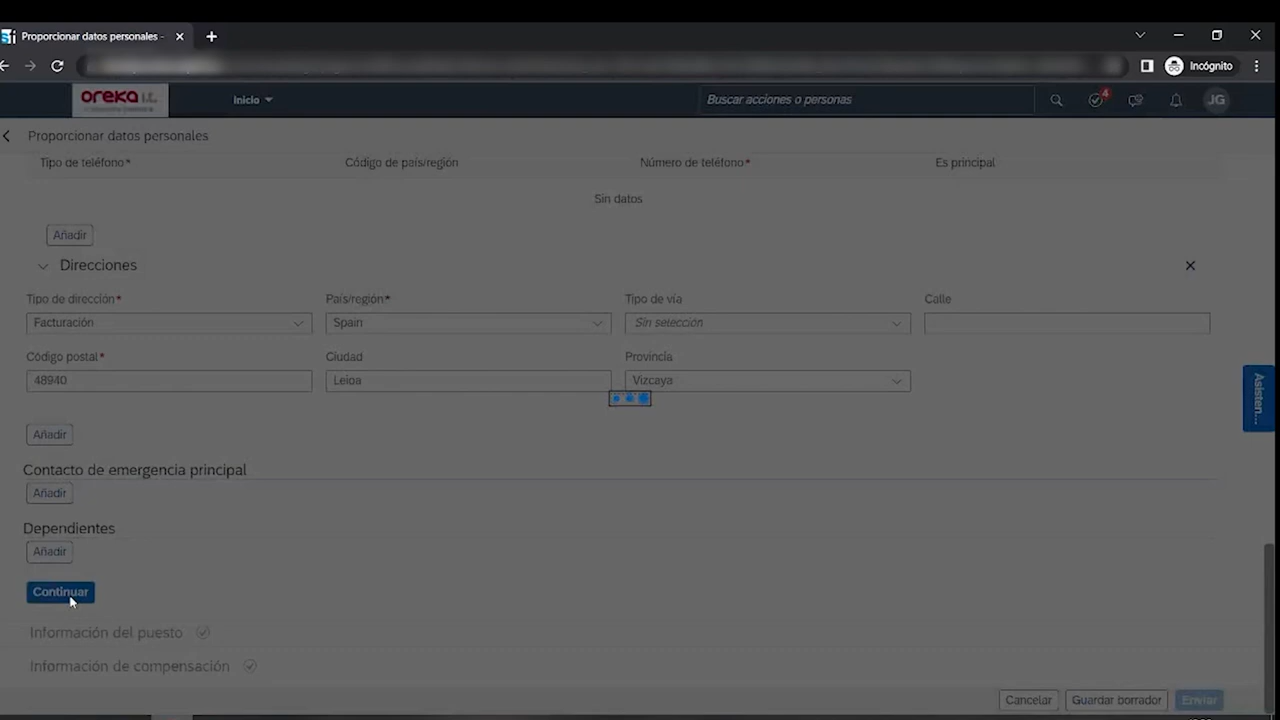 Proporcionar datos personales -
Incógnito
oreka i.t.
Inicio
Buscar acciones o personas
4
JG
Proporcionar datos personales
Tipo de teléfono* Código de país/región Número de teléfono* Es principal
Sin datos
Añadir
Direcciones
Tipo de dirección* País/región* Tipo de vía Calle
Facturación Spain Sin selección
Código postal* Ciudad Provincia
48940 Leioa Vizcaya
Asisten...
Añadir
Contacto de emergencia principal
Añadir
Dependientes
Añadir
Continuar
Información del puesto
Información de compensación
Cancelar Guardar borrador Enviar